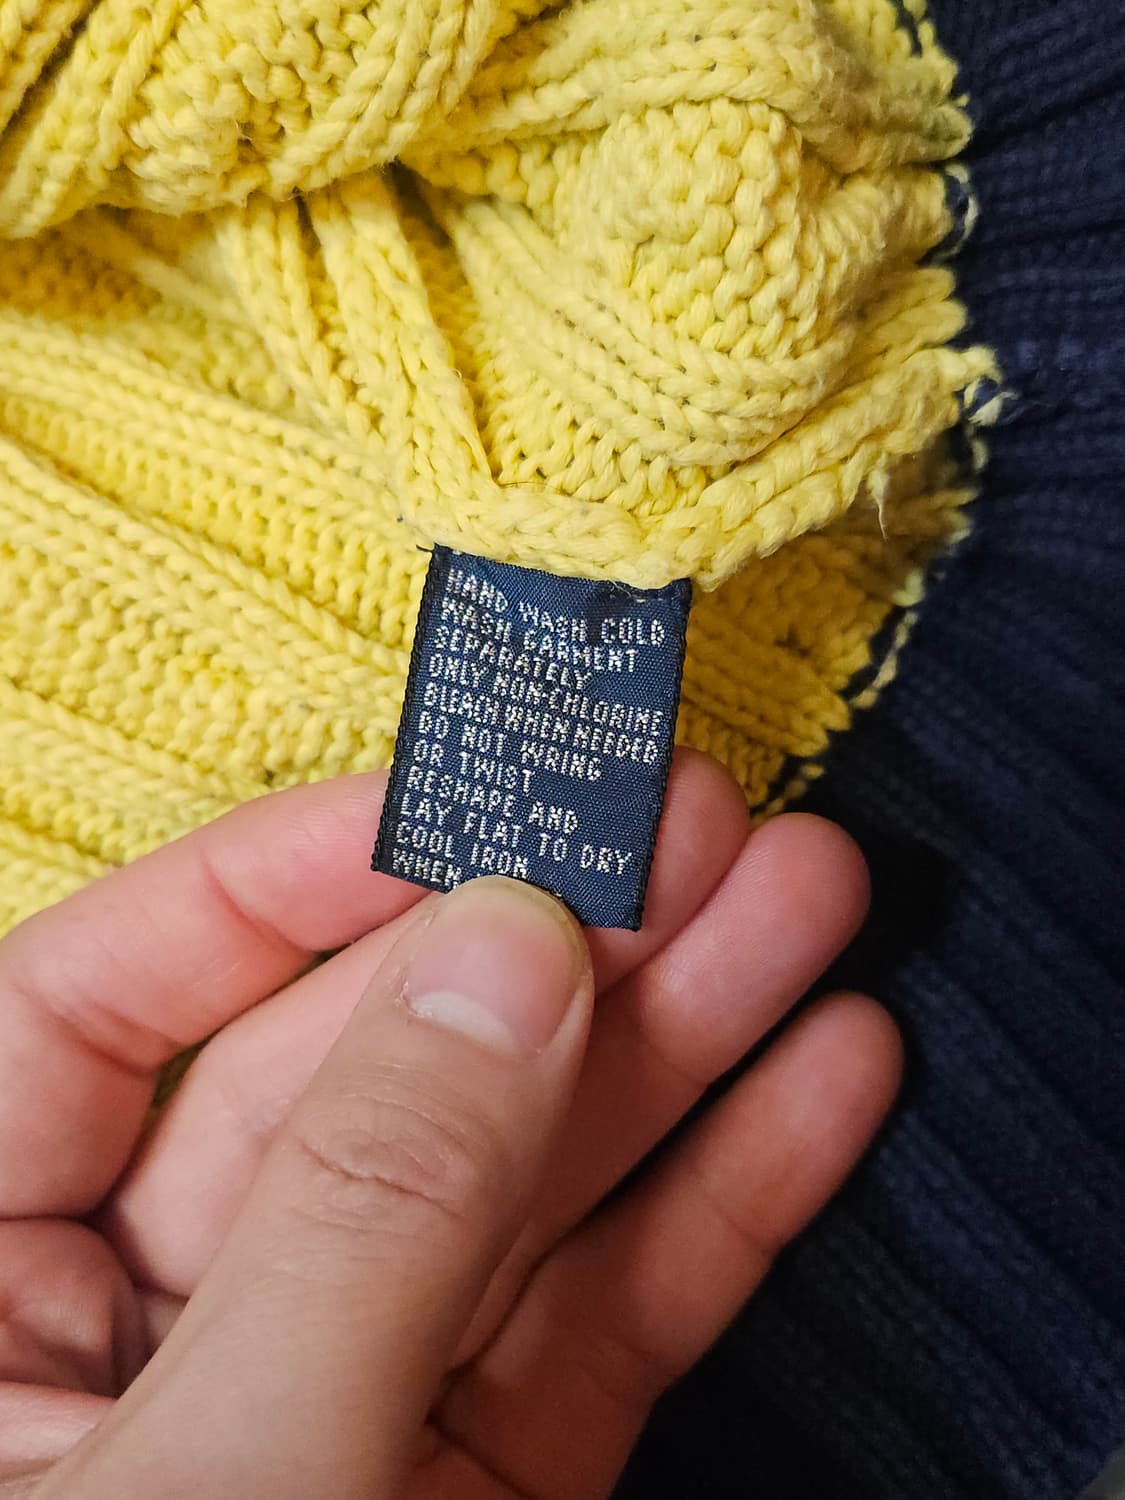 HAND WASH COLD
WASH GARMENT
SEPARATELY
ONLY NON-CHLORINE
BLEACH WHEN NEEDED
DO NOT WRING
OR TWIST
RESHAPE AND
LAY FLAT TO DRY
COOL IRON
WHEN